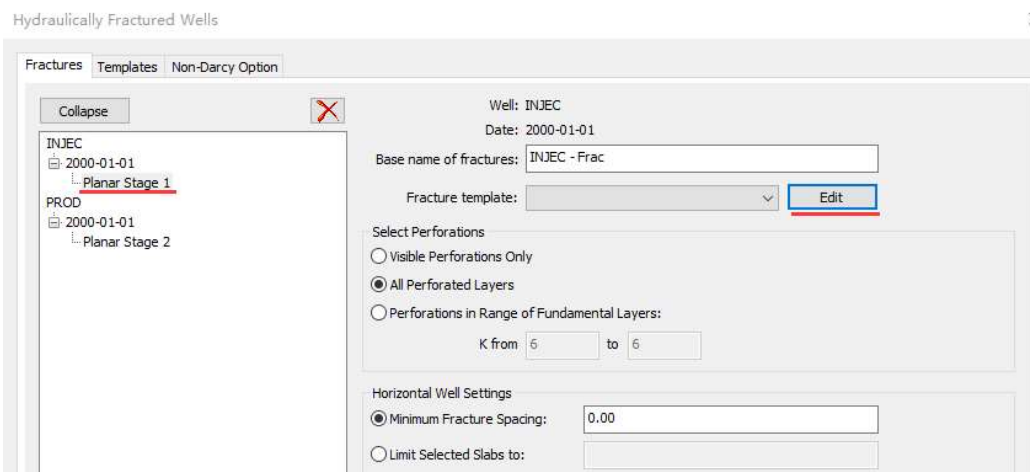 Hydraulically Fractured Wells
Fractures Templates Non-Darcy Option
Collapse
INJEC
2000-01-01
Planar Stage 1
PROD
2000-01-01
Planar Stage 2
Well: INJEC
Date: 2000-01-01
Base name of fractures: INJEC - Frac
Fracture template: Edit
Select Perforations
Visible Perforations Only
All Perforated Layers
Perforations in Range of Fundamental Layers:
K from 6 to 6
Horizontal Well Settings
Minimum Fracture Spacing: 0.00
Limit Selected Slabs to: